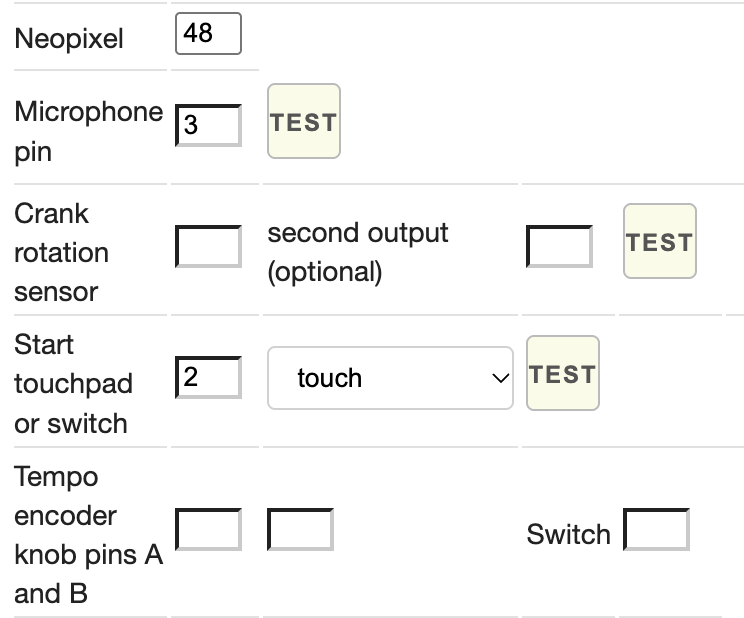 Neopixel 48
Microphone
pin 3 TEST
Crank
rotation
sensor second output
(optional) TEST
Start
touchpad
or switch 2 touch TEST
Tempo
encoder
knob pins A
and B Switch